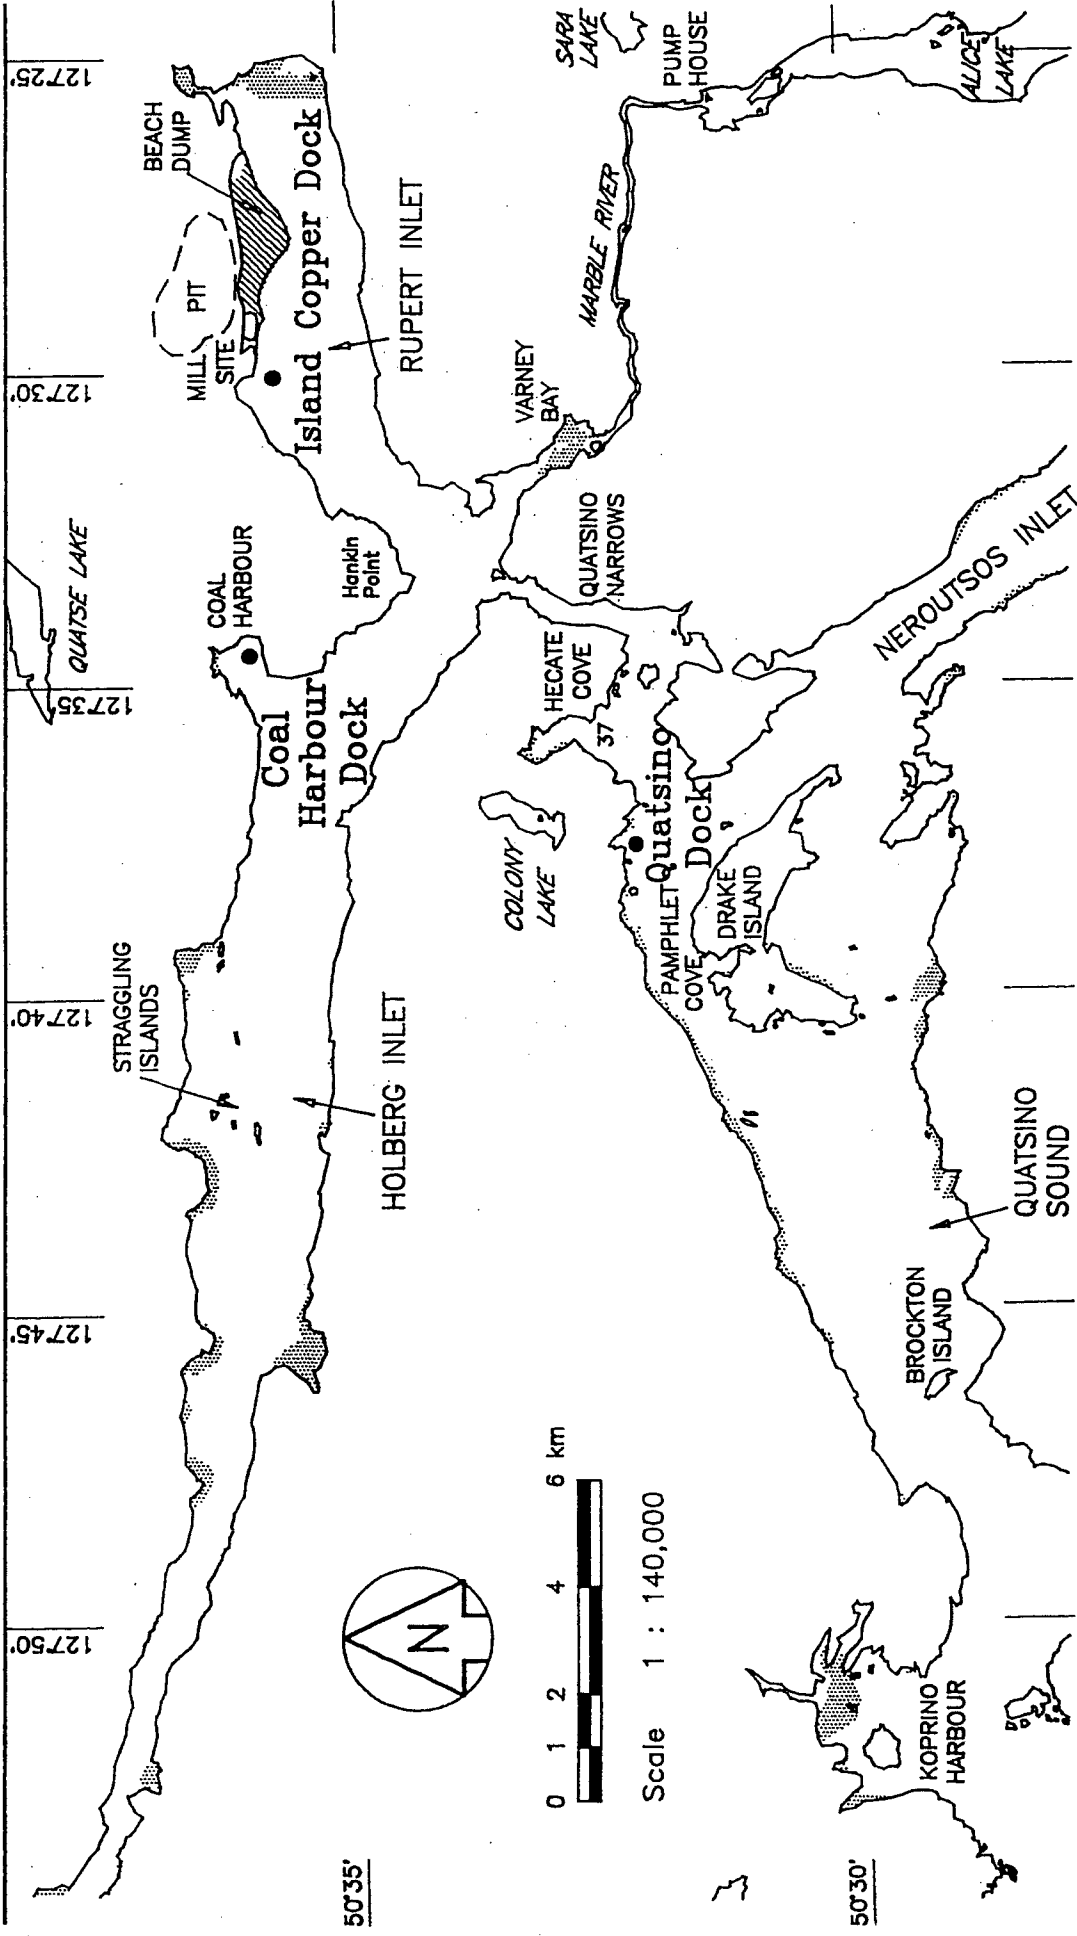 127°50'
127°45'
127°40'
127°35'
127°30'
127°25'
QUATSE LAKE
STRAGGLING
ISLANDS
COAL
HARBOUR
Coal
Harbour
Dock
MILL
SITE
PIT
BEACH
DUMP
Island Copper Dock
Hankin
Point
RUPERT INLET
HOLBERG INLET
50°35'
N
0 1 2 4 6 km
Scale 1 : 140,000
COLONY
LAKE
HECATE
COVE
37
QUATSINO
NARROWS
VARNEY
BAY
MARBLE RIVER
SARA
LAKE
PUMP
HOUSE
ALICE
LAKE
Quatsino
Dock
PAMPHLET
COVE
DRAKE
ISLAND
NEROUTSOS INLET
50°30'
KOPRINO
HARBOUR
BROCKTON
ISLAND
QUATSINO
SOUND